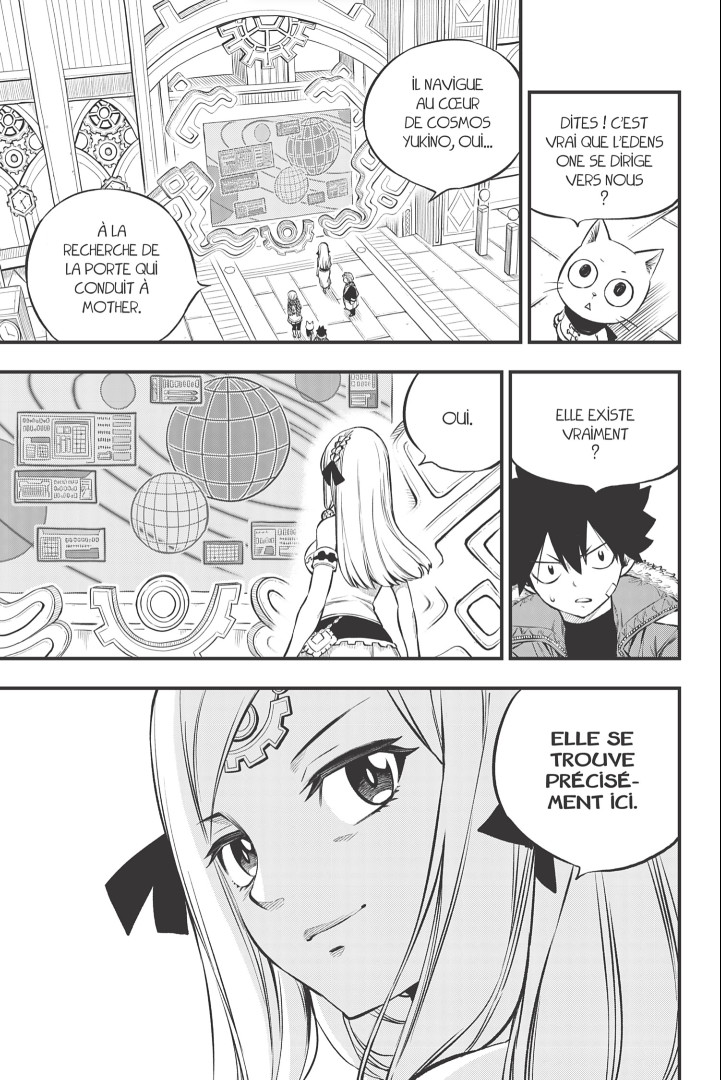 DITES ! C'EST
VRAI QUE L'EDENS
ONE SE DIRIGE
VERS NOUS
?
IL NAVIGUE
AU CŒUR
DE COSMOS
YUKINO, OUI...
À LA
RECHERCHE DE
LA PORTE QUI
CONDUIT À
MOTHER.
ELLE EXISTE
VRAIMENT
?
OUI.
ELLE SE
TROUVE
PRÉCISÉ-
MENT ICI.